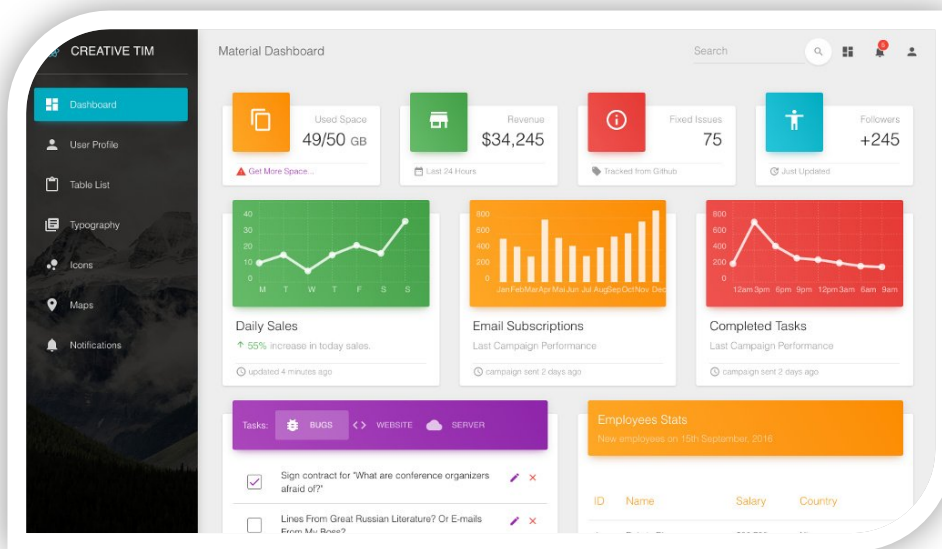 CREATIVE TIM
Dashboard
User Profile
Table List
Typography
Icons
Maps
Notifications
Material Dashboard
Search
5
Used Space
49/50 GB
Get More Space...
Revenue
$34,245
Last 24 Hours
Fixed Issues
75
Tracked from Github
Followers
+245
Just Updated
40
30
20
10
0
M T W T F S S
Daily Sales
55% increase in today sales.
updated 4 minutes ago
800
600
400
200
0
Jan Feb Mar Apr Mai Jun Jul Aug Sep Oct Nov Dec
Email Subscriptions
Last Campaign Performance
campaign sent 2 days ago
800
600
400
200
0
12am 3pm 6pm 9pm 12pm 3am 6am 9am
Completed Tasks
Last Campaign Performance
campaign sent 2 days ago
Tasks: BUGS WEBSITE SERVER
Sign contract for "What are conference organizers
afraid of?"
Lines From Great Russian Literature? Or E-mails
From My Boss?
Employees Stats
New employees on 15th September, 2016
ID Name Salary Country